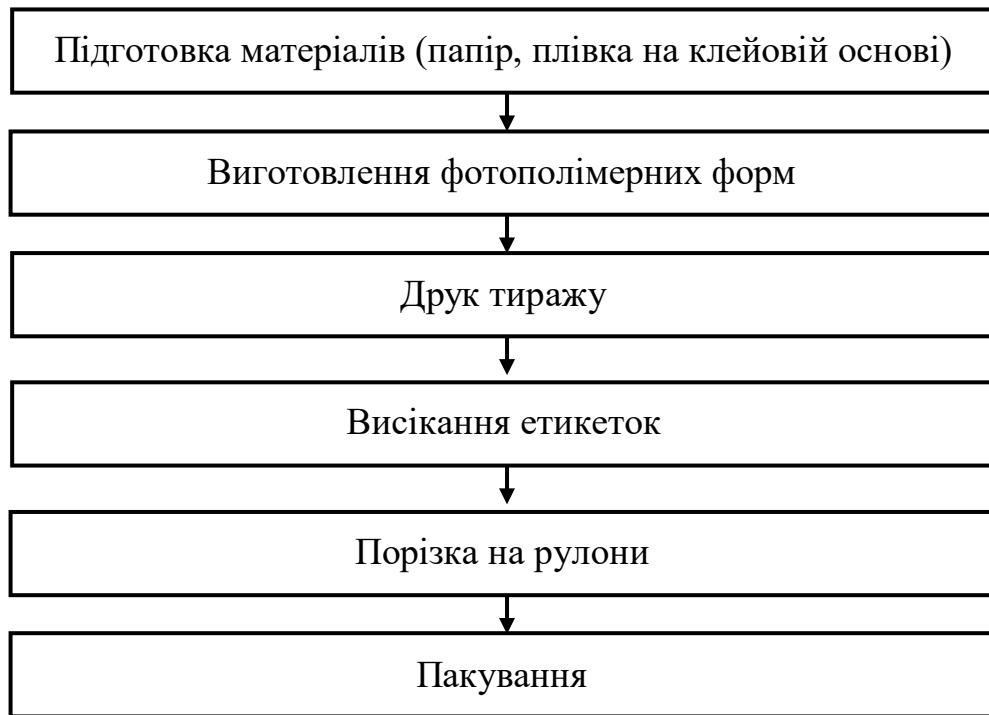 Підготовка матеріалів (папір, плівка на клейовій основі)
Виготовлення фотополімерних форм
Друк тиражу
Висікання етикеток
Порізка на рулони
Пакування